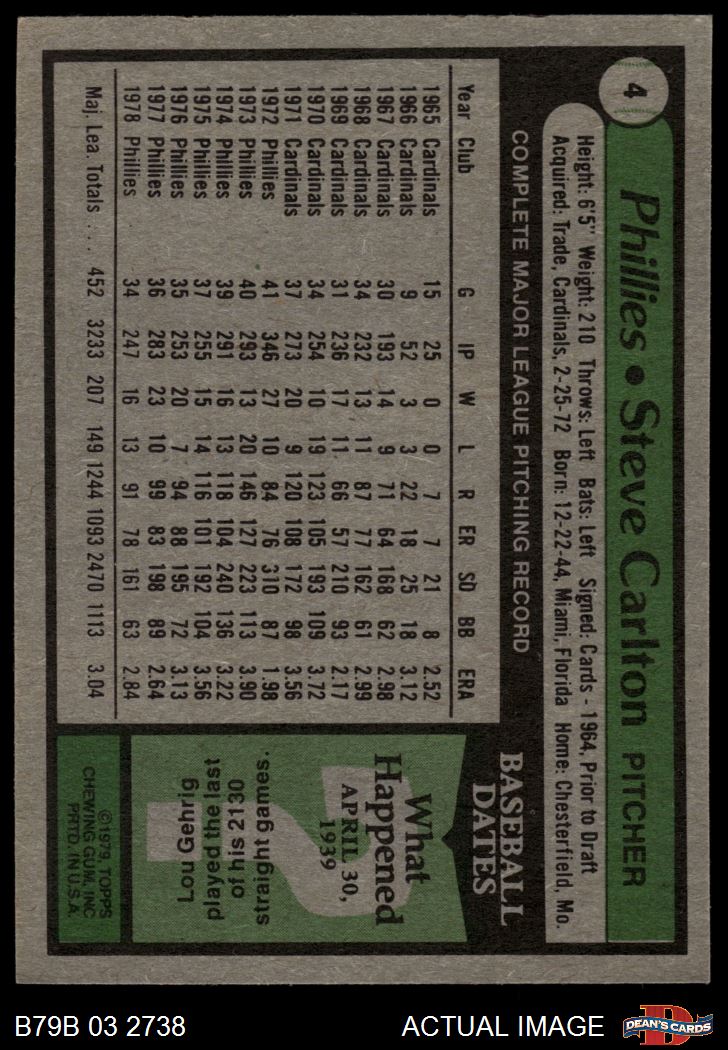 4
Phillies • Steve Carlton PITCHER
Height: 6'5" Weight: 210 Throws: Left Bats: Left Signed: Cards - 1964, Prior to Draft
Acquired: Trade, Cardinals, 2-25-72 Born: 12-22-44, Miami, Florida Home: Chesterfield, Mo.
COMPLETE MAJOR LEAGUE PITCHING RECORD
Year Club G IP W L R ER SO BB ERA
1965 Cardinals 15 25 0 0 7 7 21 8 2.52
1966 Cardinals 9 52 3 3 22 18 25 18 3.12
1967 Cardinals 30 193 14 9 71 64 168 62 2.98
1968 Cardinals 34 232 13 11 87 77 162 61 2.99
1969 Cardinals 31 236 17 11 66 57 210 93 2.17
1970 Cardinals 34 254 10 19 123 105 193 109 3.72
1971 Cardinals 37 273 20 9 120 108 172 98 3.56
1972 Phillies 41 346 27 10 84 76 310 87 1.98
1973 Phillies 40 293 13 20 146 127 223 113 3.90
1974 Phillies 39 291 16 13 118 104 240 136 3.22
1975 Phillies 37 255 15 14 116 101 192 104 3.56
1976 Phillies 35 253 20 7 94 88 195 72 3.13
1977 Phillies 36 283 23 10 99 83 198 89 2.64
1978 Phillies 34 247 16 13 91 78 161 63 2.84
Maj. Lea. Totals . . . 452 3233 207 149 1244 1093 2470 1113 3.04
BASEBALL
DATES
What
Happened
APRIL 30,
1939
Lou Gehrig
played the last
of his 2130
straight games.
©1979, TOPPS
CHEWING GUM, INC
PRTD. IN U.S.A.
B79B 03 2738
ACTUAL IMAGE
D
DEAN'S CARDS